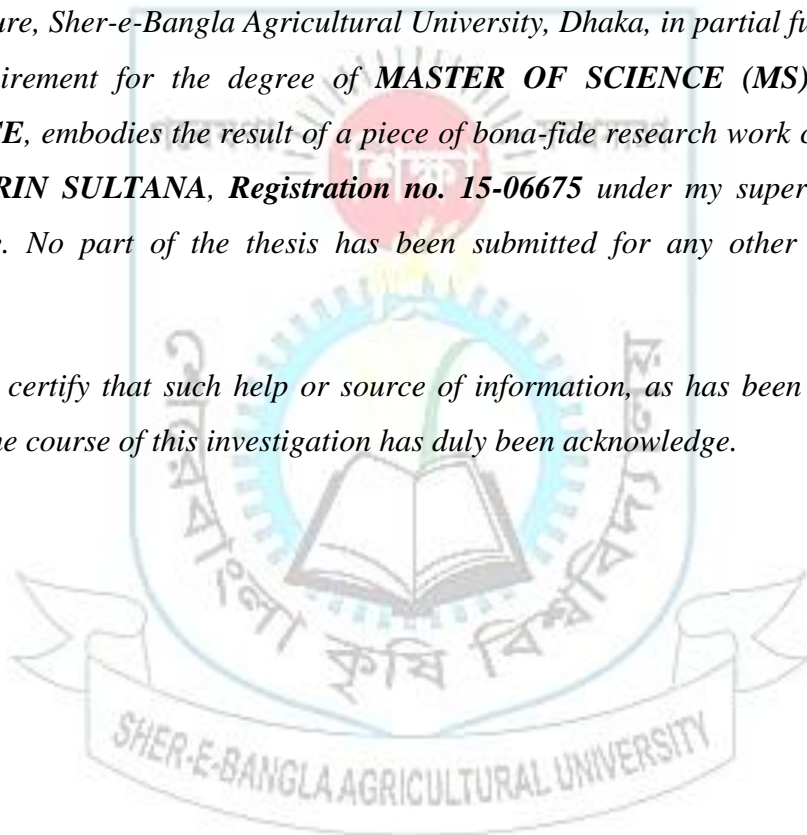 ure, Sher-e-Bangla Agricultural University, Dhaka, in partial fu
irement for the degree of MASTER OF SCIENCE (MS)
CE, embodies the result of a piece of bona-fide research work c
RIN SULTANA, Registration no. 15-06675 under my super
. No part of the thesis has been submitted for any other
certify that such help or source of information, as has been
he course of this investigation has duly been acknowledge.
শিক্ষা
শেরেবাংলা কৃষি বিশ্ববিদ্যালয়
SHER-E-BANGLA AGRICULTURAL UNIVERSITY